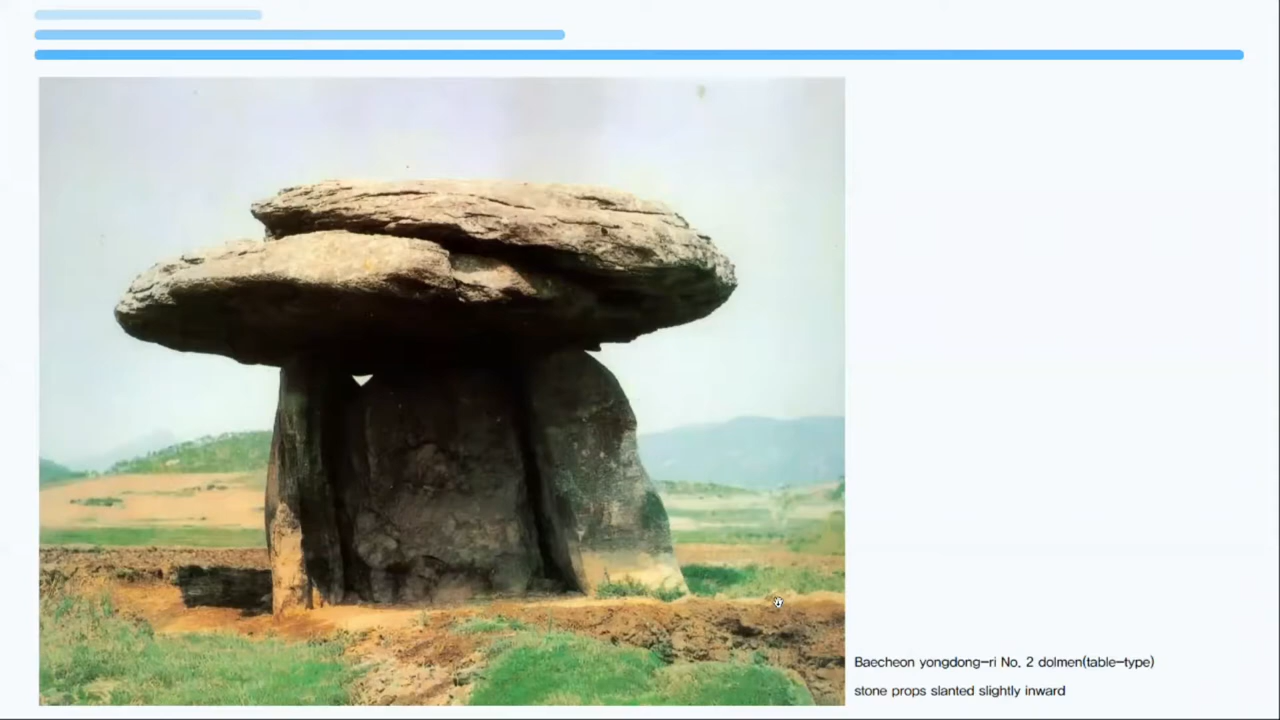 Baecheon yongdong-ri No. 2 dolmen(table-type)
stone props slanted slightly inward